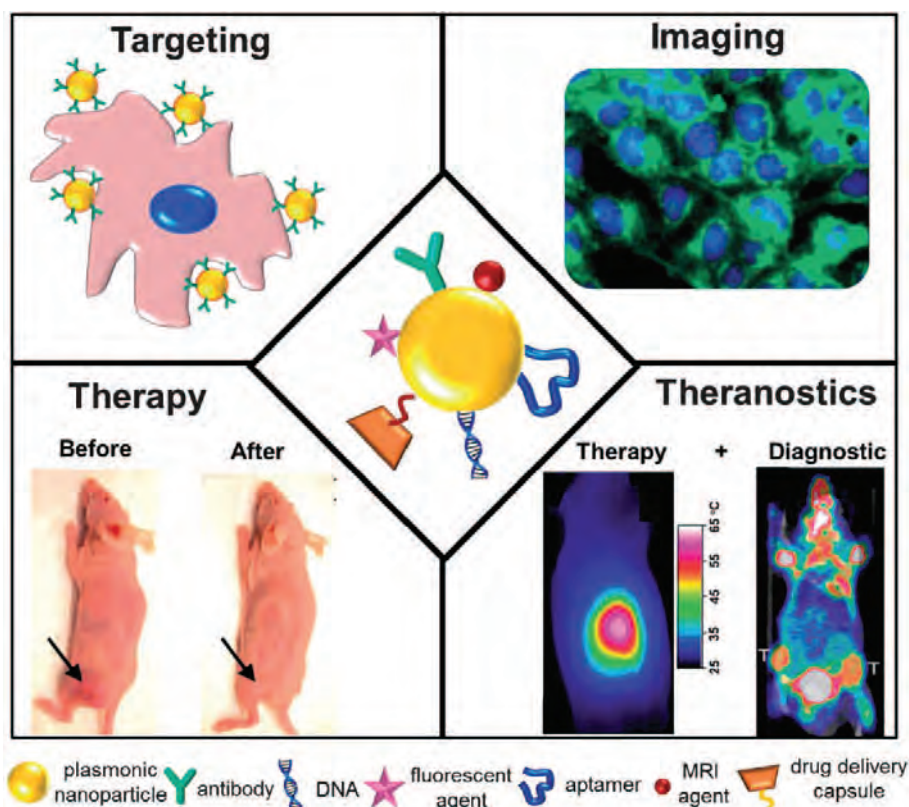 Targeting
Imaging
Therapy
Before
After
Theranostics
Therapy + Diagnostic
65 °C
55
45
35
25
T
T
plasmonic
nanoparticle
antibody
DNA
fluorescent
agent
aptamer
MRI
agent
drug delivery
capsule